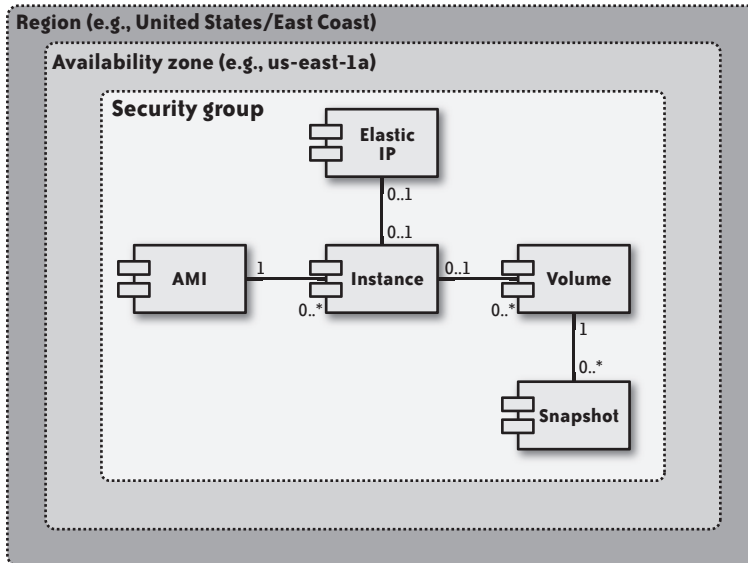 Region (e.g., United States/East Coast)
Availability zone (e.g., us-east-1a)
Security group
Elastic
IP
0..1
0..1
AMI
1
0..*
Instance
0..1
0..*
Volume
1
0..*
Snapshot